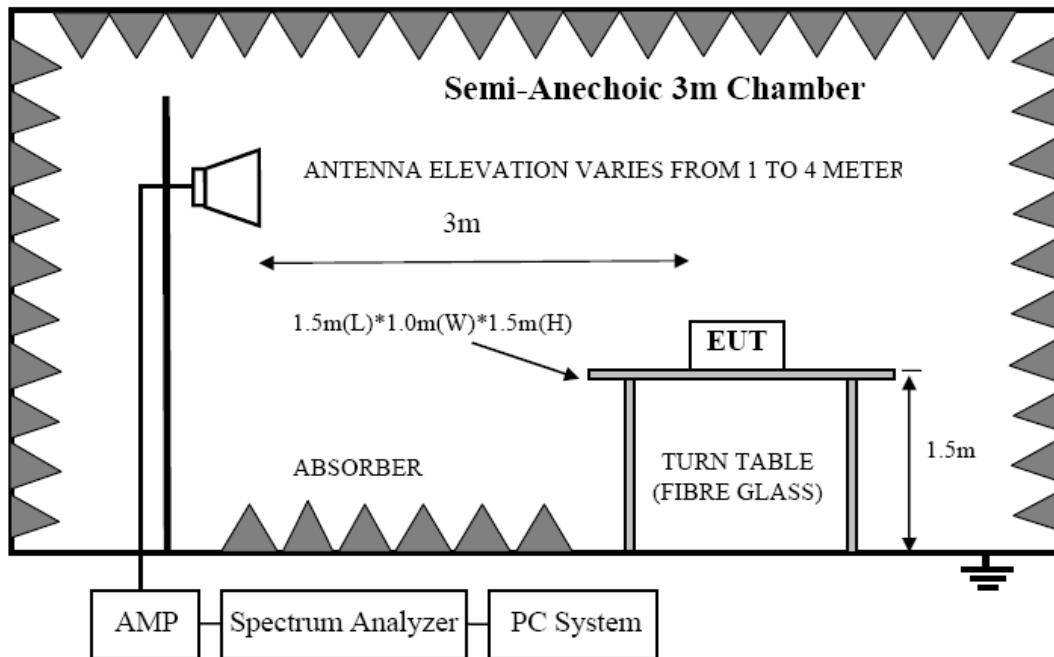 Semi-Anechoic 3m Chamber
ANTENNA ELEVATION VARIES FROM 1 TO 4 METER
3m
1.5m(L)*1.0m(W)*1.5m(H)
EUT
1.5m
ABSORBER
TURN TABLE
(FIBRE GLASS)
AMP
Spectrum Analyzer
PC System